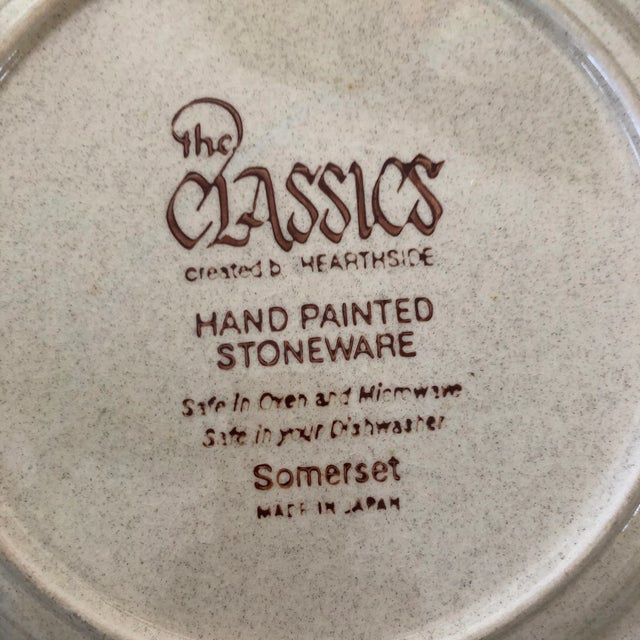 the
CLASSICS
created b HEARTHSIDE
HAND PAINTED
STONEWARE
Safe In Oven and Microwave
Safe in your Dishwasher
Somerset
MADE IN JAPAN